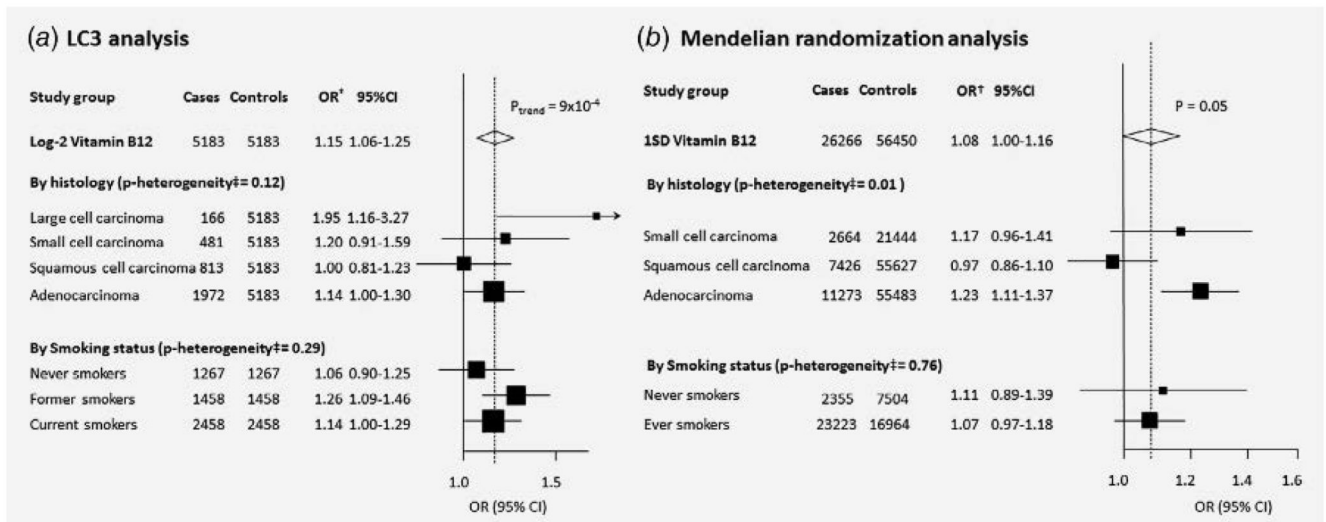 (a) LC3 analysis
Study group Cases Controls OR* 95%CI
P_trend = 9x10^-4
Log-2 Vitamin B12 5183 5183 1.15 1.06-1.25
By histology (p-heterogeneity‡= 0.12)
Large cell carcinoma 166 5183 1.95 1.16-3.27
Small cell carcinoma 481 5183 1.20 0.91-1.59
Squamous cell carcinoma 813 5183 1.00 0.81-1.23
Adenocarcinoma 1972 5183 1.14 1.00-1.30
By Smoking status (p-heterogeneity‡= 0.29)
Never smokers 1267 1267 1.06 0.90-1.25
Former smokers 1458 1458 1.26 1.09-1.46
Current smokers 2458 2458 1.14 1.00-1.29
1.0 1.5
OR (95% CI)
(b) Mendelian randomization analysis
Study group Cases Controls OR† 95%CI
P = 0.05
1SD Vitamin B12 26266 56450 1.08 1.00-1.16
By histology (p-heterogeneity‡= 0.01 )
Small cell carcinoma 2664 21444 1.17 0.96-1.41
Squamous cell carcinoma 7426 55627 0.97 0.86-1.10
Adenocarcinoma 11273 55483 1.23 1.11-1.37
By Smoking status (p-heterogeneity‡= 0.76)
Never smokers 2355 7504 1.11 0.89-1.39
Ever smokers 23223 16964 1.07 0.97-1.18
1.0 1.2 1.4 1.6
OR (95% CI)